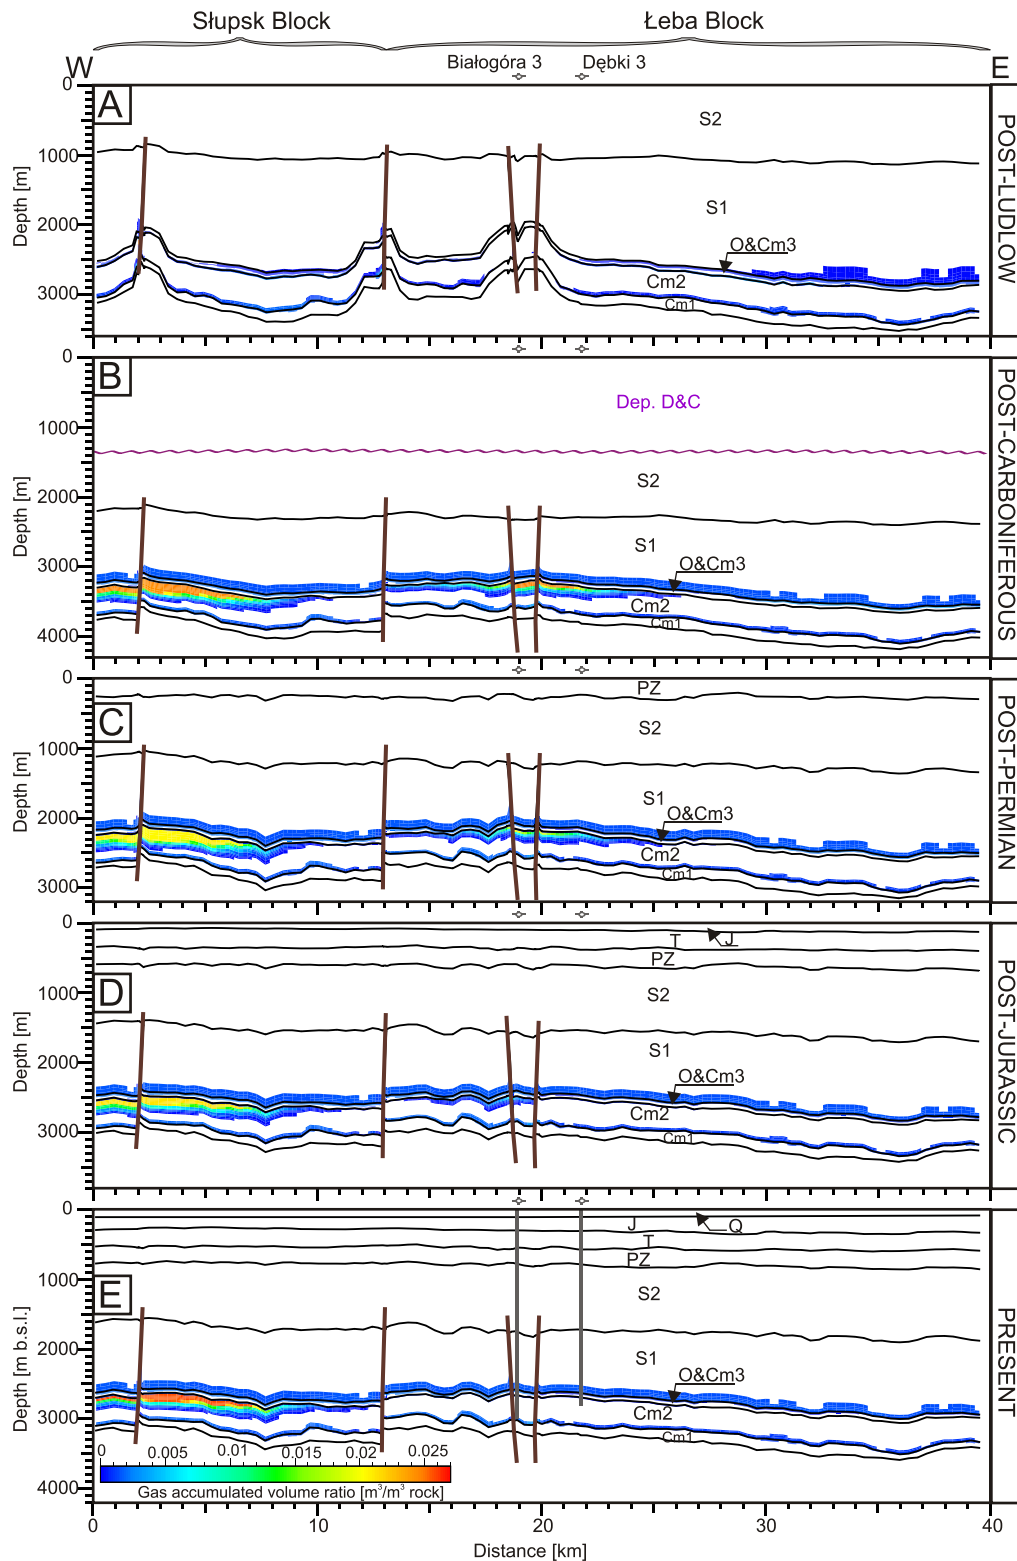 Słupsk Block
Łeba Block
W
Białogóra 3
Dębki 3
E
0
1000
2000
3000
Depth [m]
A
S2
S1
O&Cm3
Cm2
Cm1
POST-LUDLOW
0
1000
2000
3000
4000
Depth [m]
B
Dep. D&C
S2
S1
O&Cm3
Cm2
Cm1
POST-CARBONIFEROUS
0
1000
2000
3000
Depth [m]
C
PZ
S2
S1
O&Cm3
Cm2
Cm1
POST-PERMIAN
0
1000
2000
3000
Depth [m]
D
J
T
PZ
S2
S1
O&Cm3
Cm2
Cm1
POST-JURASSIC
0
1000
2000
3000
4000
Depth [m b.s.l.]
E
J
Q
T
PZ
S2
S1
O&Cm3
Cm2
Cm1
PRESENT
0 0.005 0.01 0.015 0.02 0.025
Gas accumulated volume ratio [m³/m³ rock]
0 10 20 30 40
Distance [km]